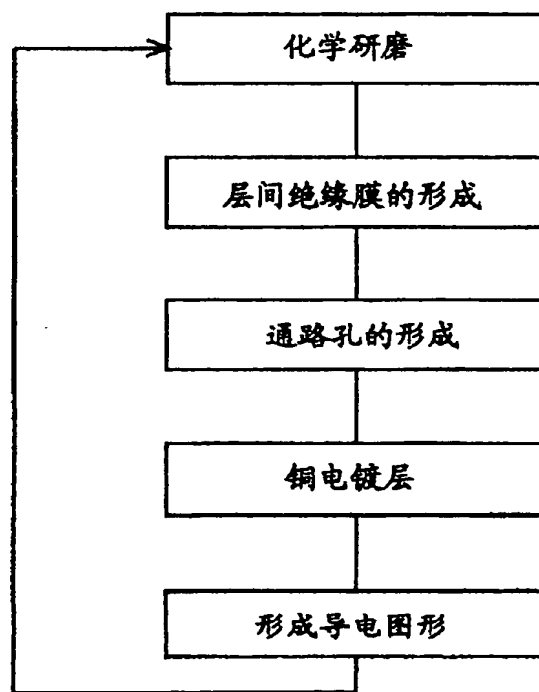 化学研磨
层间绝缘膜的形成
通路孔的形成
铜电镀层
形成导电图形